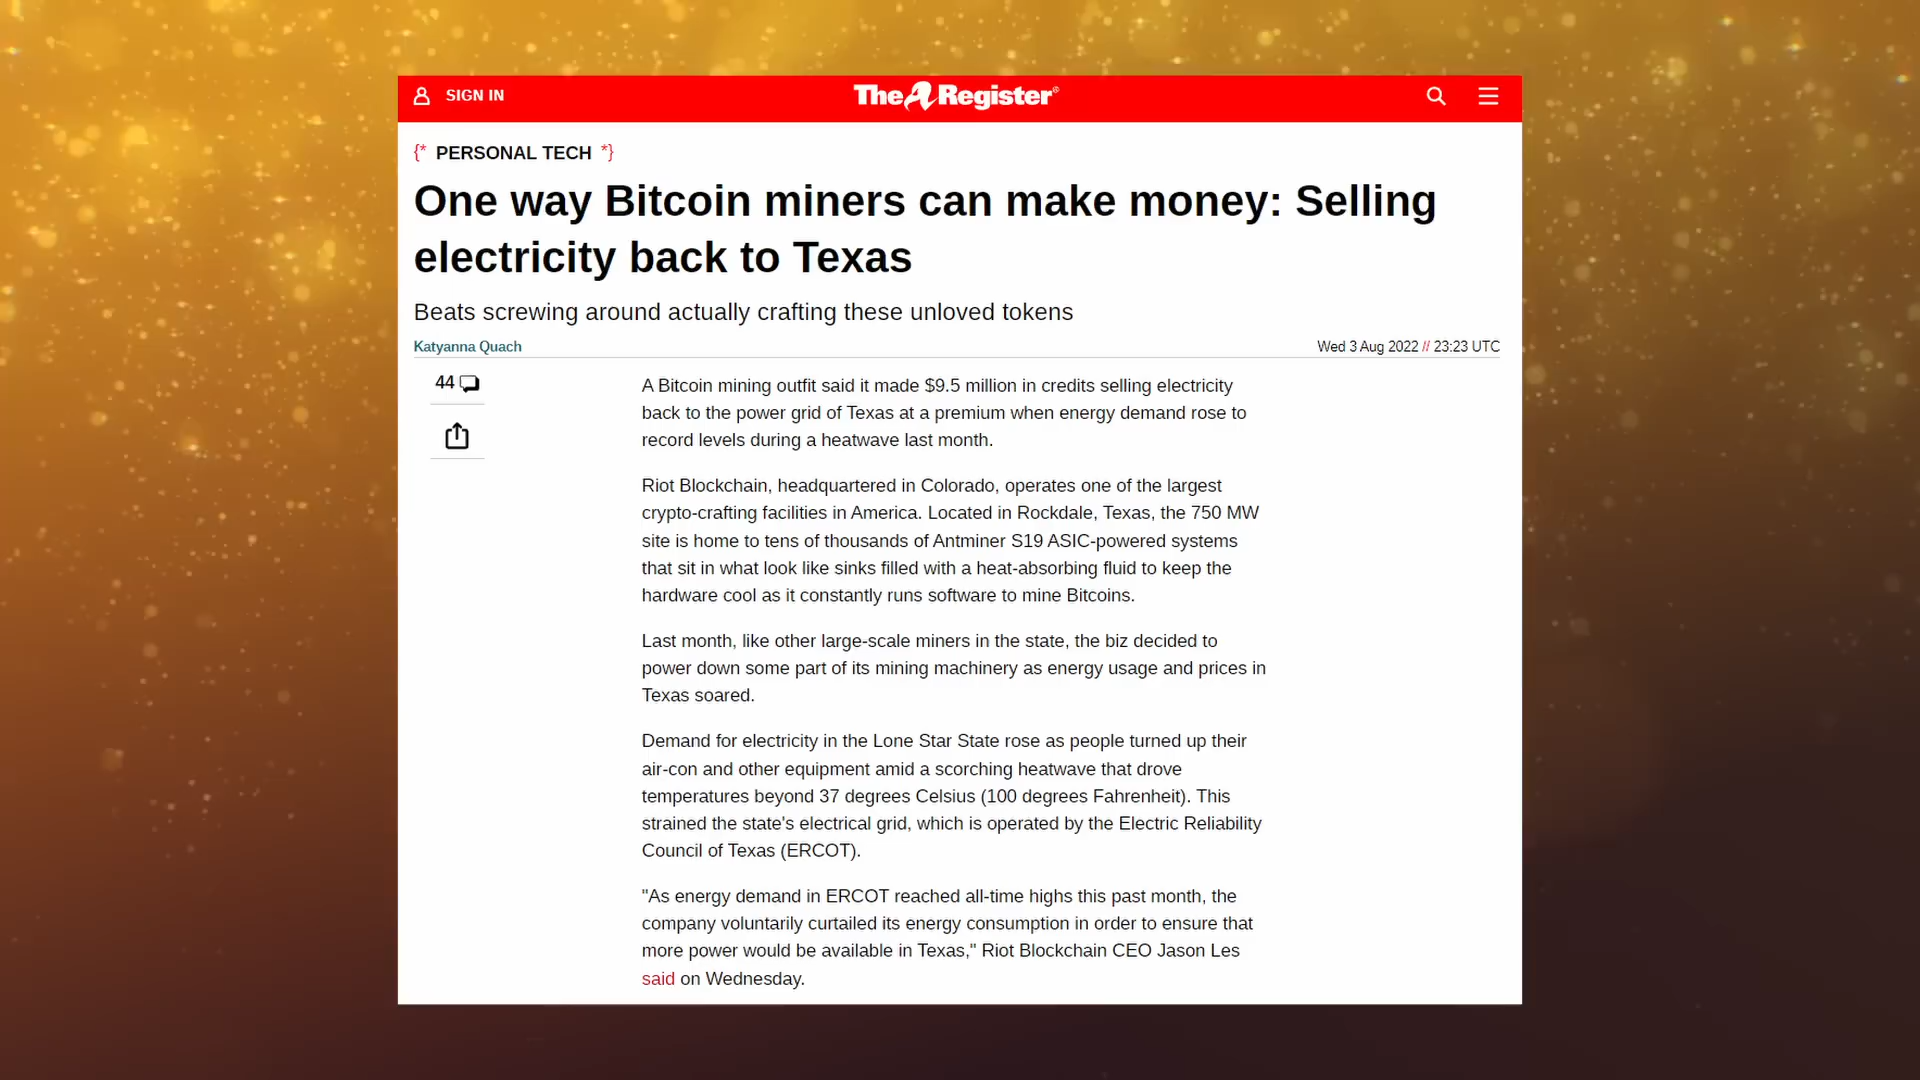 SIGN IN
The Register®
{* PERSONAL TECH *}
One way Bitcoin miners can make money: Selling
electricity back to Texas
Beats screwing around actually crafting these unloved tokens
Katyanna Quach
Wed 3 Aug 2022 // 23:23 UTC
44
A Bitcoin mining outfit said it made $9.5 million in credits selling electricity
back to the power grid of Texas at a premium when energy demand rose to
record levels during a heatwave last month.
Riot Blockchain, headquartered in Colorado, operates one of the largest
crypto-crafting facilities in America. Located in Rockdale, Texas, the 750 MW
site is home to tens of thousands of Antminer S19 ASIC-powered systems
that sit in what look like sinks filled with a heat-absorbing fluid to keep the
hardware cool as it constantly runs software to mine Bitcoins.
Last month, like other large-scale miners in the state, the biz decided to
power down some part of its mining machinery as energy usage and prices in
Texas soared.
Demand for electricity in the Lone Star State rose as people turned up their
air-con and other equipment amid a scorching heatwave that drove
temperatures beyond 37 degrees Celsius (100 degrees Fahrenheit). This
strained the state's electrical grid, which is operated by the Electric Reliability
Council of Texas (ERCOT).
"As energy demand in ERCOT reached all-time highs this past month, the
company voluntarily curtailed its energy consumption in order to ensure that
more power would be available in Texas," Riot Blockchain CEO Jason Les
said on Wednesday.